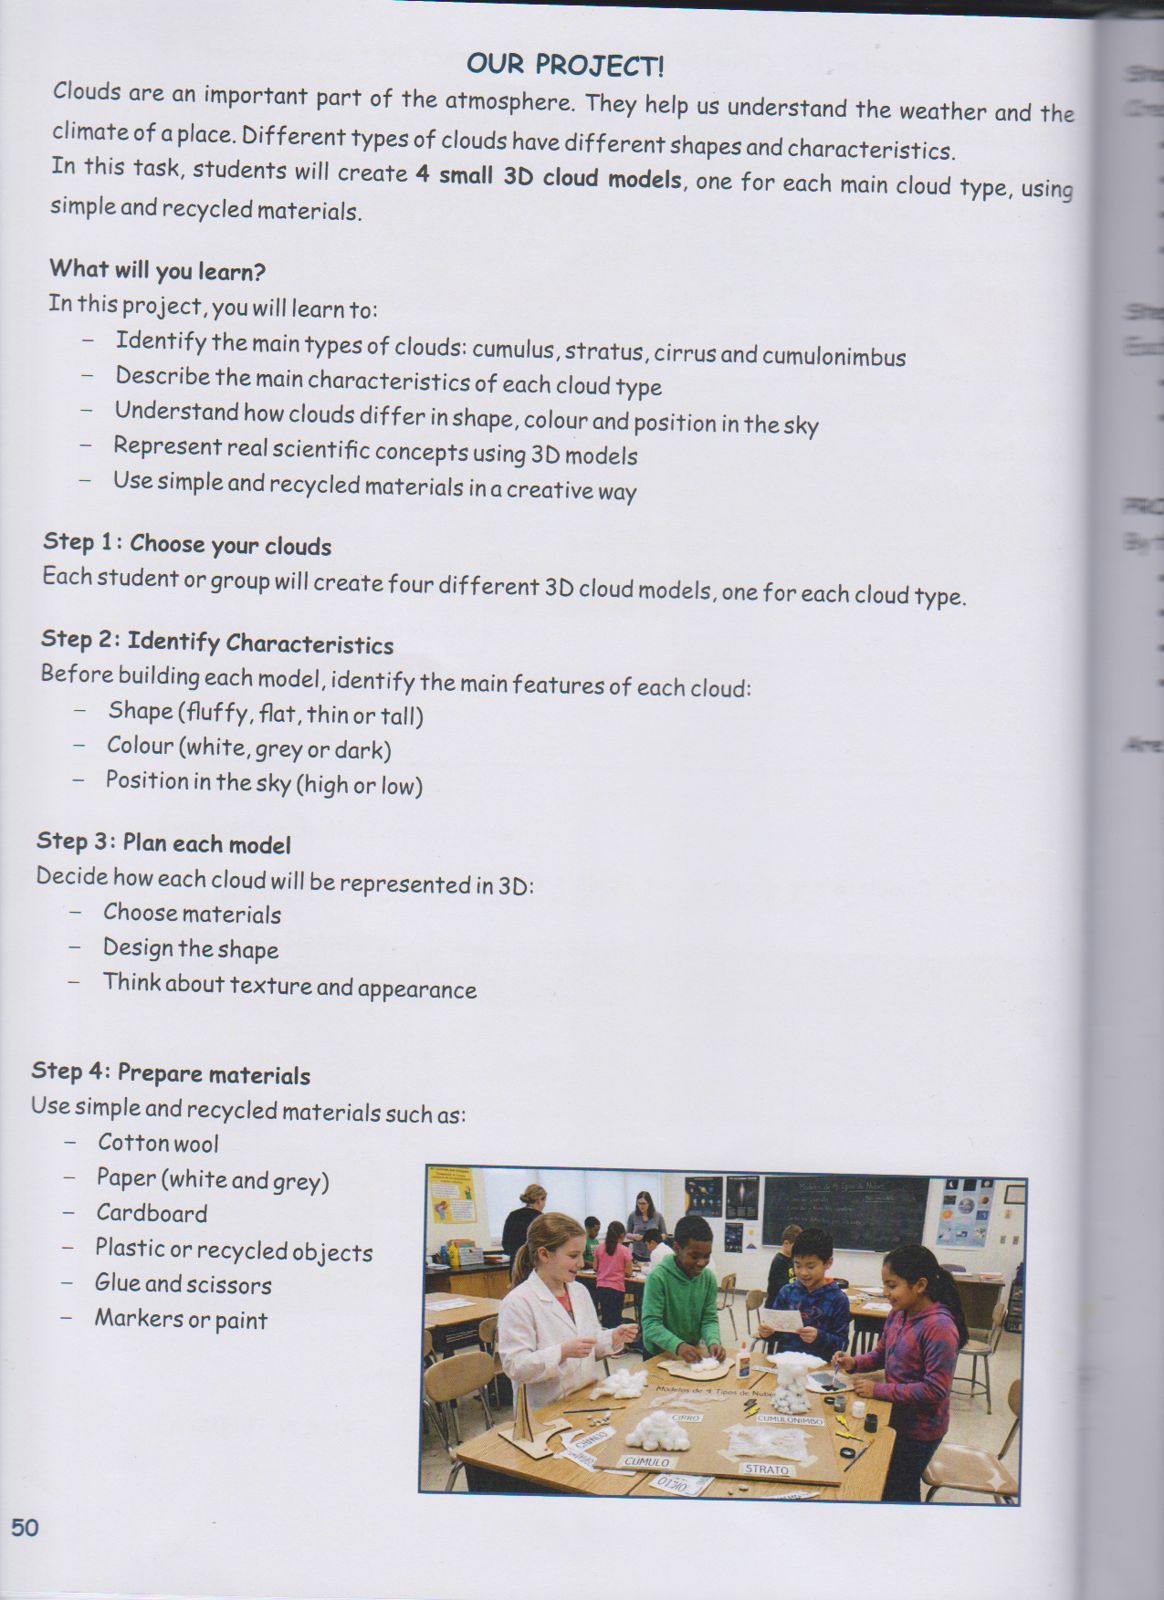 OUR PROJECT!
Clouds are an important part of the atmosphere. They help us understand the weather and the
climate of a place. Different types of clouds have different shapes and characteristics.
In this task, students will create 4 small 3D cloud models, one for each main cloud type, using
simple and recycled materials.
What will you learn?
In this project, you will learn to:
– Identify the main types of clouds: cumulus, stratus, cirrus and cumulonimbus
– Describe the main characteristics of each cloud type
– Understand how clouds differ in shape, colour and position in the sky
– Represent real scientific concepts using 3D models
– Use simple and recycled materials in a creative way
Step 1: Choose your clouds
Each student or group will create four different 3D cloud models, one for each cloud type.
Step 2: Identify Characteristics
Before building each model, identify the main features of each cloud:
– Shape (fluffy, flat, thin or tall)
– Colour (white, grey or dark)
– Position in the sky (high or low)
Step 3: Plan each model
Decide how each cloud will be represented in 3D:
– Choose materials
– Design the shape
– Think about texture and appearance
Step 4: Prepare materials
Use simple and recycled materials such as:
– Cotton wool
– Paper (white and grey)
– Cardboard
– Plastic or recycled objects
– Glue and scissors
– Markers or paint
Modelos de 4 Tipos de Nube
CIRRO
CUMULONIMBO
CUMULO
STRATO
50